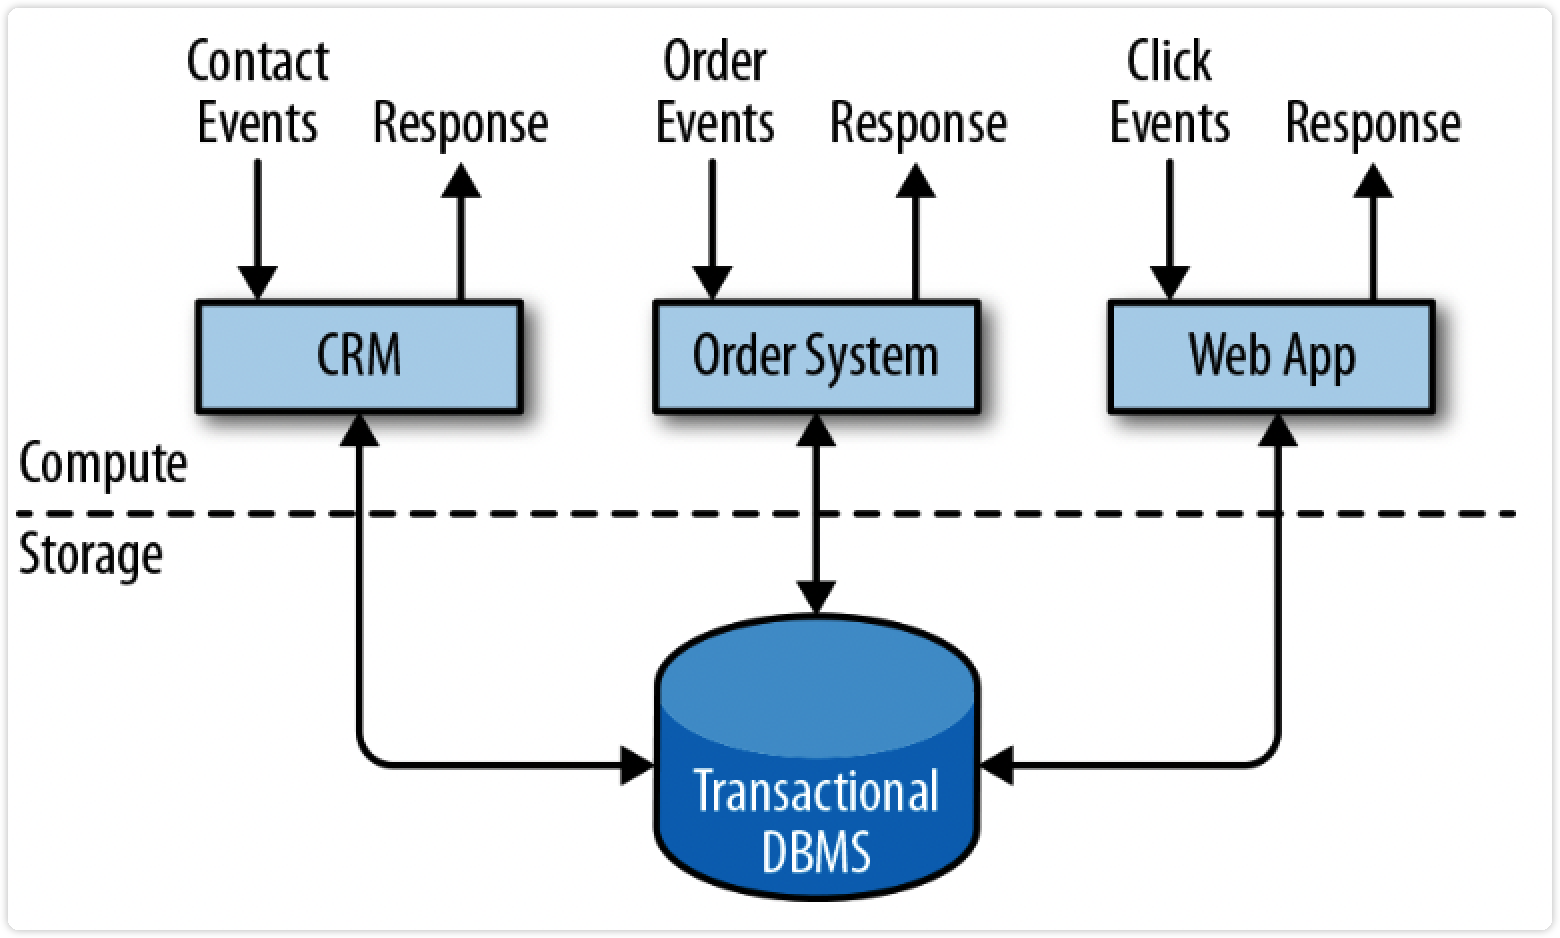 Contact
Events
Response
Order
Events
Response
Click
Events
Response
CRM
Order System
Web App
Compute
Storage
Transactional
DBMS